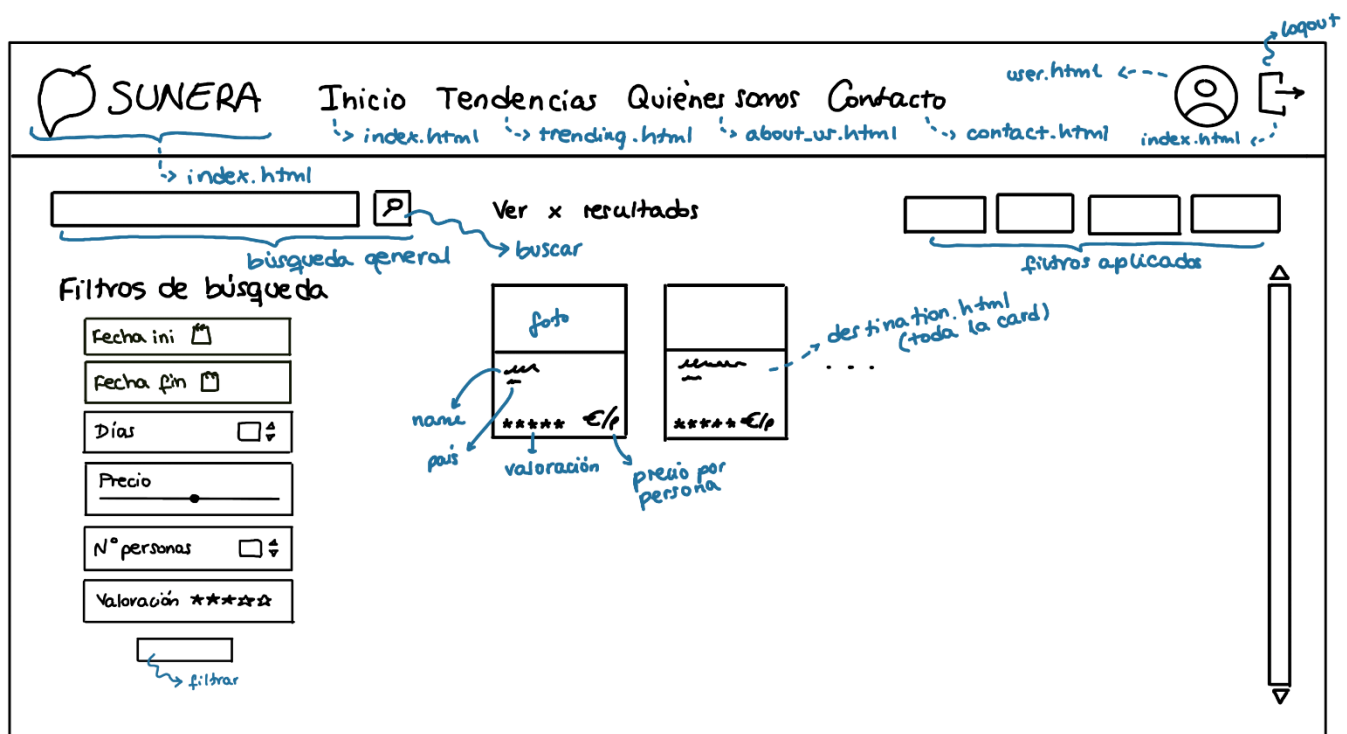 logout
SUNERA Inicio Tendencias Quiénes somos Contacto
user.html
index.html trending.html about_us.html contact.html index.html
index.html
Ver x resultados
búsqueda general
buscar
filtros aplicados
Filtros de búsqueda
Fecha ini
Fecha fin
Días
Precio
Nº personas
Valoración ★★★☆☆
filtrar
foto
destination.html
(toda la card)
. . .
★★★★★ €/p
★★★★★ €/p
name
país
valoración
precio por
persona